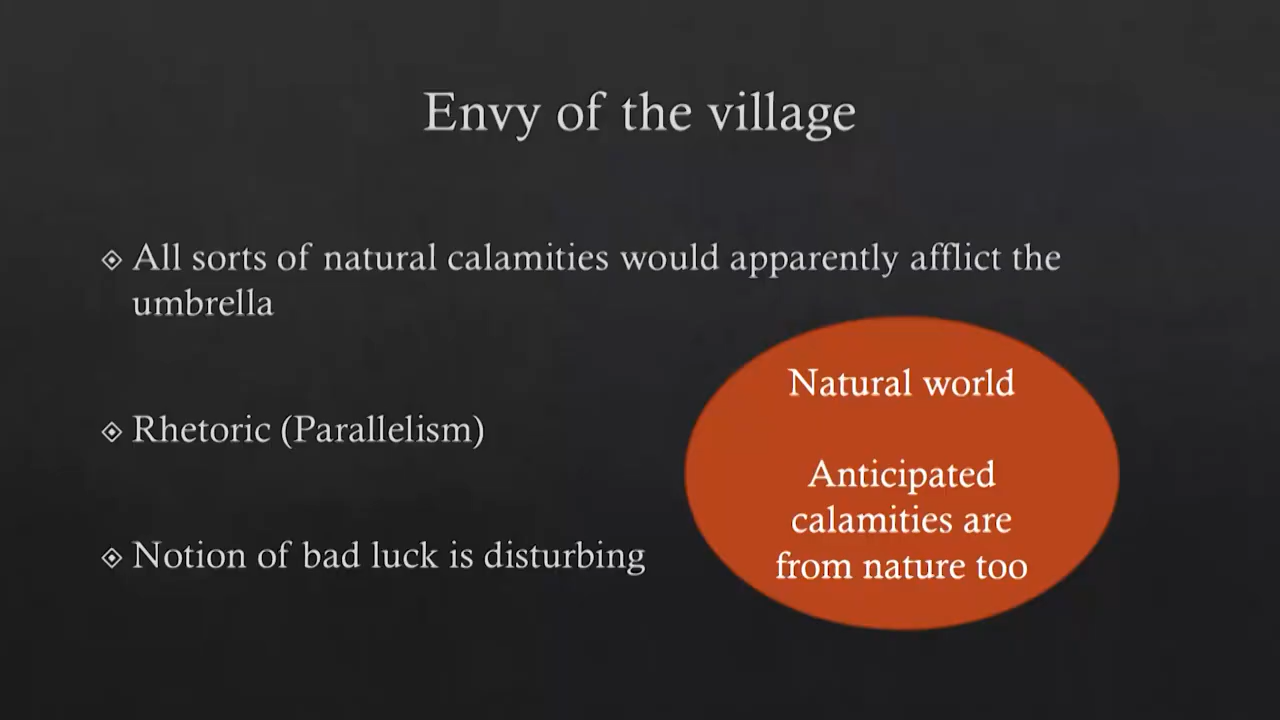 Envy of the village
All sorts of natural calamities would apparently afflict the
umbrella
Rhetoric (Parallelism)
Notion of bad luck is disturbing
Natural world
Anticipated
calamities are
from nature too